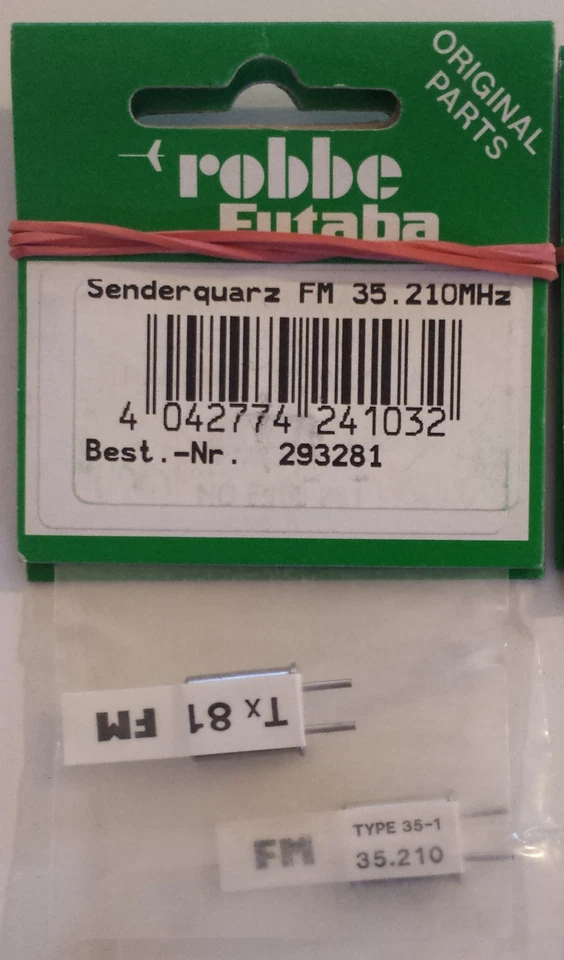 ORIGINAL
PARTS
robbe
Futaba
Senderquarz FM 35.210MHz
4 042774 241032
Best.-Nr. 293281
Tx 81 FM
FM TYPE 35-1
35.210